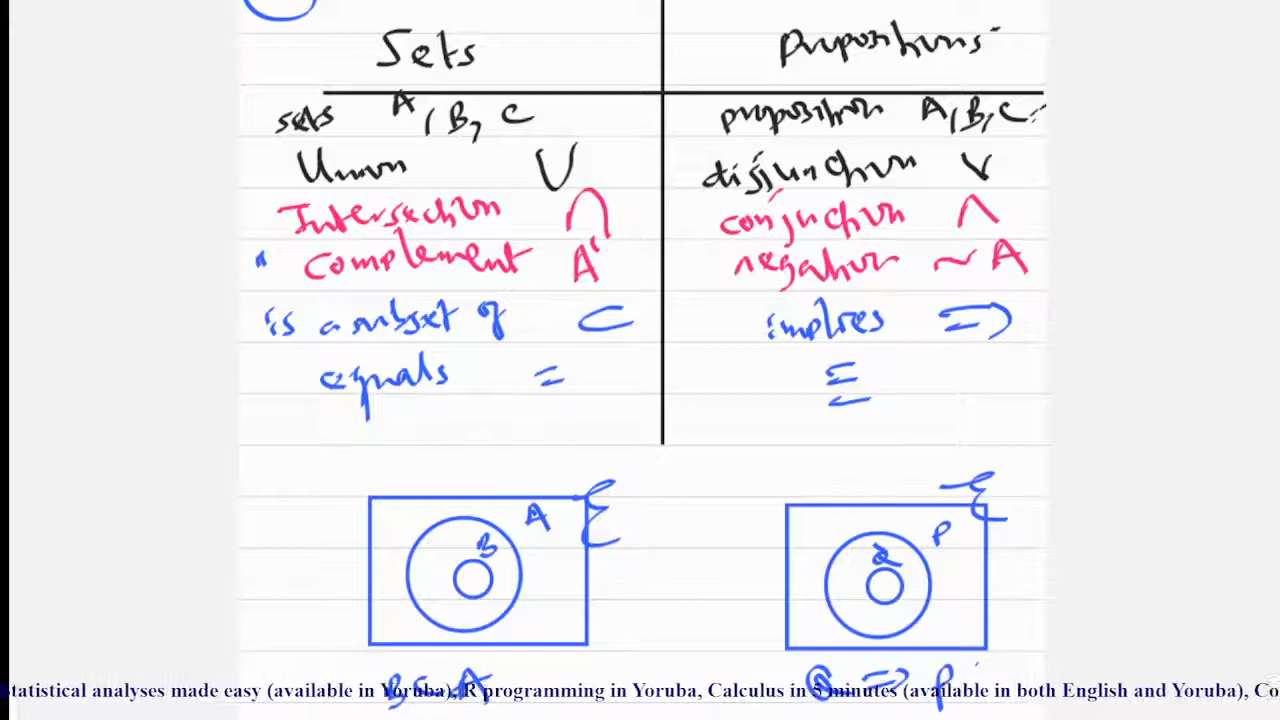 Sets Propositions
sets A, B, C proposition A, B, C
Union ∪ disjunction ∨
Intersection ∩ conjunction ∧
complement A' negation ~A
is a subset of ⊂ implies ⇒
equals = ≡
A ξ P ξ
B Q
B ⊂ A Q ⇒ P
Statistical analyses made easy (available in Yoruba), R programming in Yoruba, Calculus in 5 minutes (available in both English and Yoruba), Co